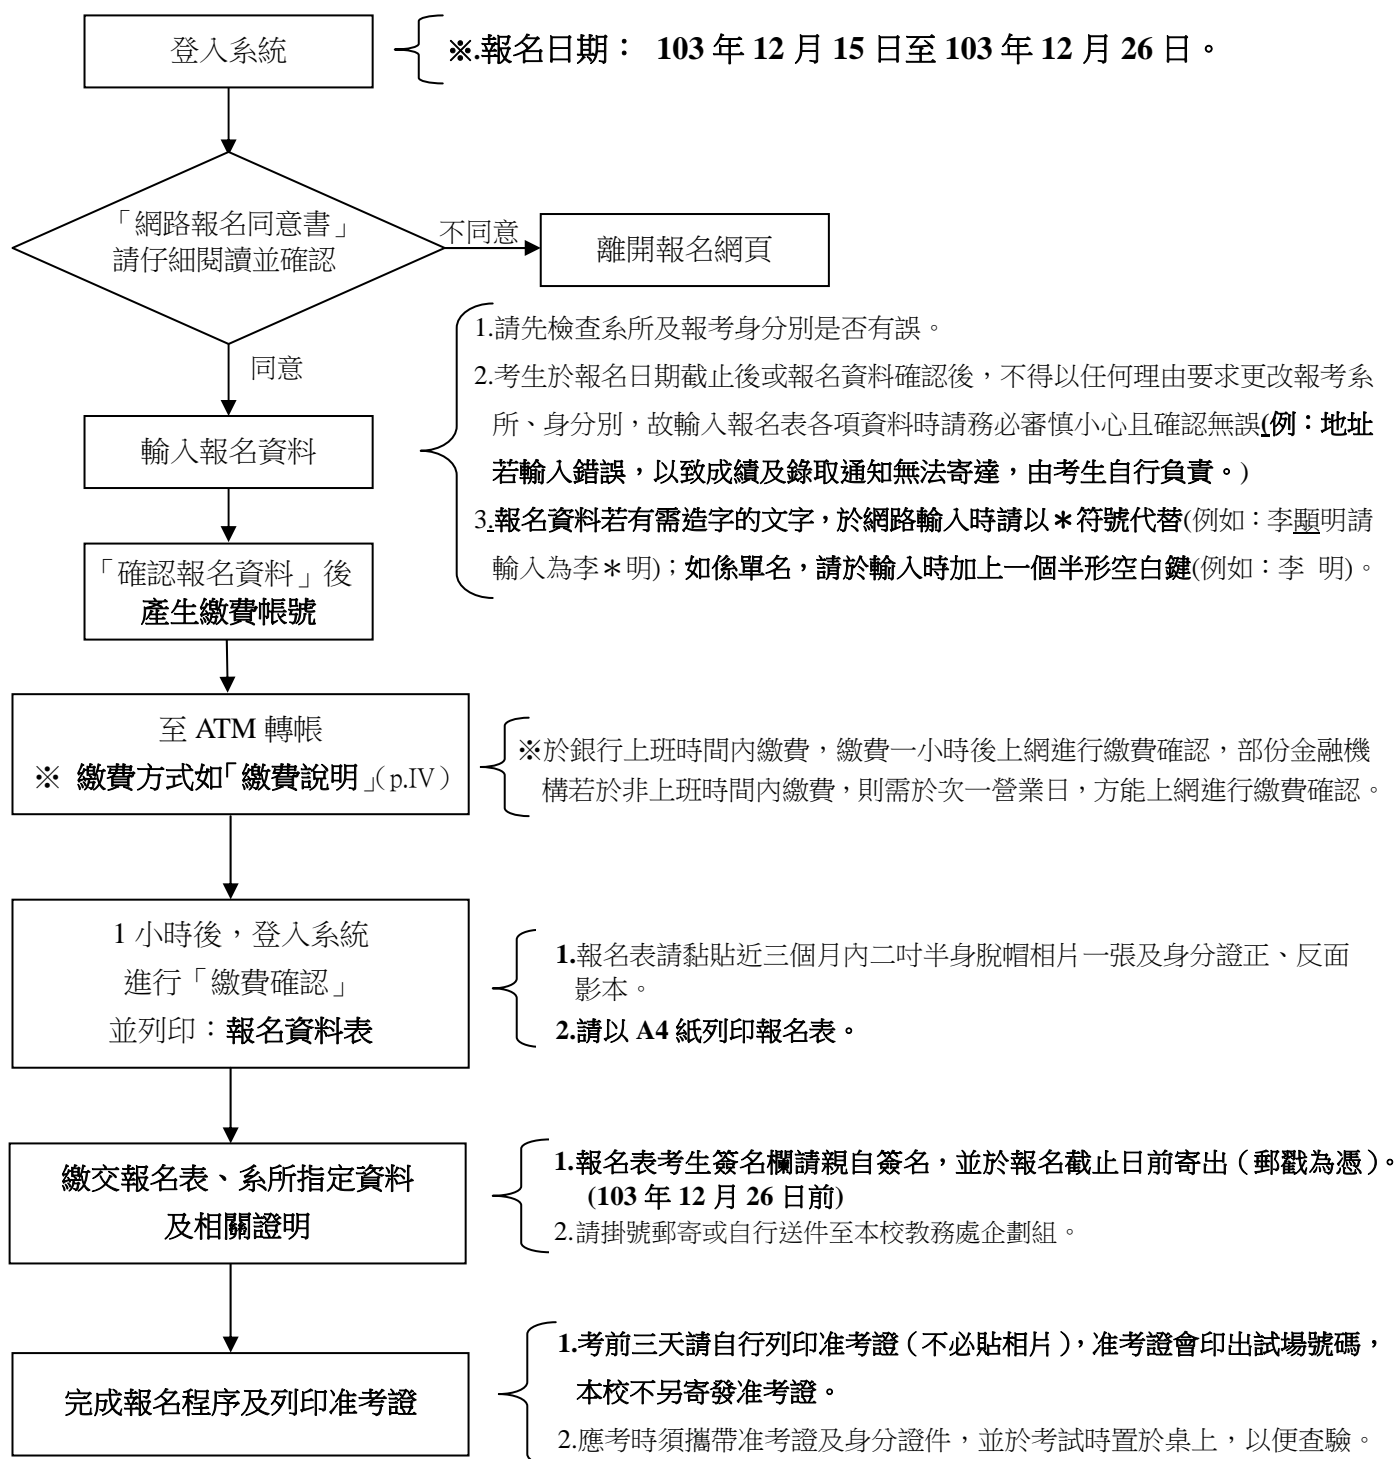 登入系統
※.報名日期： 103 年 12 月 15 日至 103 年 12 月 26 日。
「網路報名同意書」
請仔細閱讀並確認
不同意
離開報名網頁
同意
輸入報名資料
1.請先檢查系所及報考身分別是否有誤。
2.考生於報名日期截止後或報名資料確認後，不得以任何理由要求更改報考系
所、身分別，故輸入報名表各項資料時請務必審慎小心且確認無誤(例：地址
若輸入錯誤，以致成績及錄取通知無法寄達，由考生自行負責。)
3.報名資料若有需造字的文字，於網路輸入時請以＊符號代替(例如：李顒明請
輸入為李＊明)；如係單名，請於輸入時加上一個半形空白鍵(例如：李 明)。
「確認報名資料」後
產生繳費帳號
至 ATM 轉帳
※ 繳費方式如「繳費說明」（p.IV）
※於銀行上班時間內繳費，繳費一小時後上網進行繳費確認，部份金融機
構若於非上班時間內繳費，則需於次一營業日，方能上網進行繳費確認。
1 小時後，登入系統
進行「繳費確認」
並列印：報名資料表
1.報名表請黏貼近三個月內二吋半身脫帽相片一張及身分證正、反面
影本。
2.請以 A4 紙列印報名表。
繳交報名表、系所指定資料
及相關證明
1.報名表考生簽名欄請親自簽名，並於報名截止日前寄出（郵戳為憑）。
(103 年 12 月 26 日前)
2.請掛號郵寄或自行送件至本校教務處企劃組。
完成報名程序及列印准考證
1.考前三天請自行列印准考證（不必貼相片），准考證會印出試場號碼，
本校不另寄發准考證。
2.應考時須攜帶准考證及身分證件，並於考試時置於桌上，以便查驗。